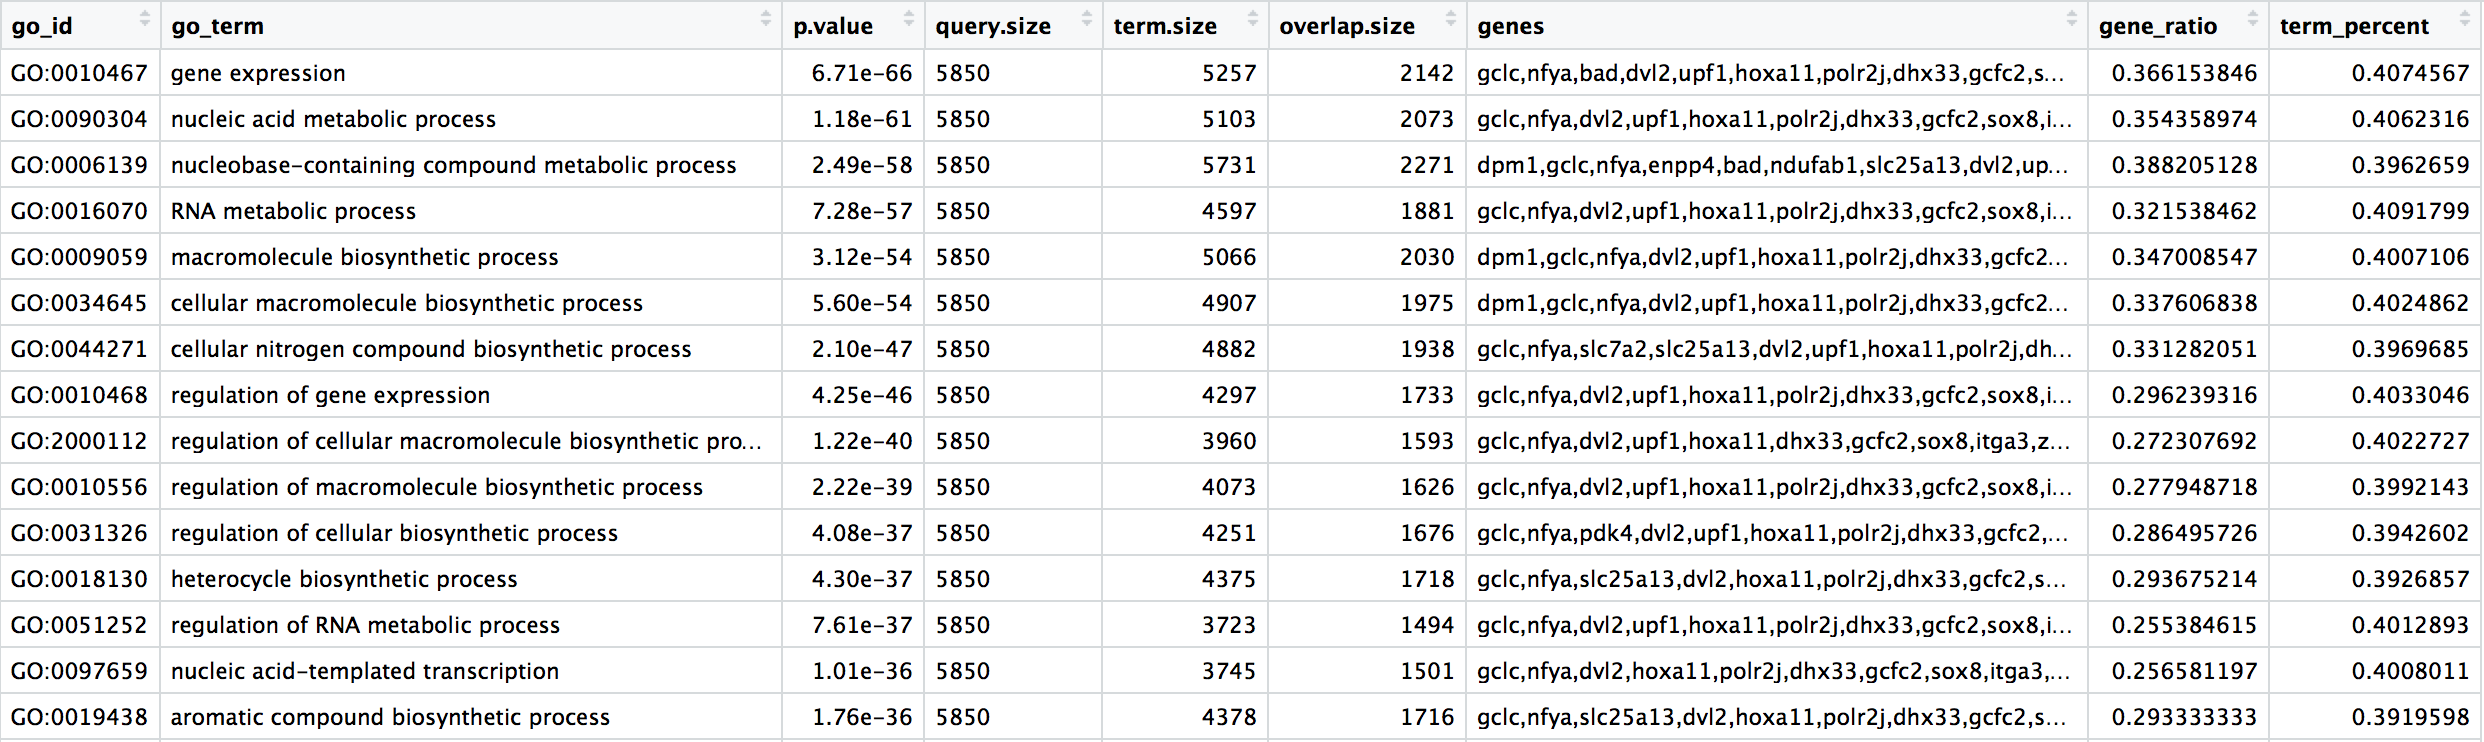 go_id go_term p.value query.size term.size overlap.size genes gene_ratio term_percent
GO:0010467 gene expression 6.71e-66 5850 5257 2142 gclc,nfya,bad,dvl2,upf1,hoxa11,polr2j,dhx33,gcfc2,s... 0.366153846 0.4074567
GO:0090304 nucleic acid metabolic process 1.18e-61 5850 5103 2073 gclc,nfya,dvl2,upf1,hoxa11,polr2j,dhx33,gcfc2,sox8,i... 0.354358974 0.4062316
GO:0006139 nucleobase-containing compound metabolic process 2.49e-58 5850 5731 2271 dpm1,gclc,nfya,enpp4,bad,ndufab1,slc25a13,dvl2,up... 0.388205128 0.3962659
GO:0016070 RNA metabolic process 7.28e-57 5850 4597 1881 gclc,nfya,dvl2,upf1,hoxa11,polr2j,dhx33,gcfc2,sox8,i... 0.321538462 0.4091799
GO:0009059 macromolecule biosynthetic process 3.12e-54 5850 5066 2030 dpm1,gclc,nfya,dvl2,upf1,hoxa11,polr2j,dhx33,gcfc2... 0.347008547 0.4007106
GO:0034645 cellular macromolecule biosynthetic process 5.60e-54 5850 4907 1975 dpm1,gclc,nfya,dvl2,upf1,hoxa11,polr2j,dhx33,gcfc2... 0.337606838 0.4024862
GO:0044271 cellular nitrogen compound biosynthetic process 2.10e-47 5850 4882 1938 gclc,nfya,slc7a2,slc25a13,dvl2,upf1,hoxa11,polr2j,dh... 0.331282051 0.3969685
GO:0010468 regulation of gene expression 4.25e-46 5850 4297 1733 gclc,nfya,dvl2,upf1,hoxa11,polr2j,dhx33,gcfc2,sox8,i... 0.296239316 0.4033046
GO:2000112 regulation of cellular macromolecule biosynthetic pro... 1.22e-40 5850 3960 1593 gclc,nfya,dvl2,upf1,hoxa11,dhx33,gcfc2,sox8,itga3,z... 0.272307692 0.4022727
GO:0010556 regulation of macromolecule biosynthetic process 2.22e-39 5850 4073 1626 gclc,nfya,dvl2,upf1,hoxa11,polr2j,dhx33,gcfc2,sox8,i... 0.277948718 0.3992143
GO:0031326 regulation of cellular biosynthetic process 4.08e-37 5850 4251 1676 gclc,nfya,pdk4,dvl2,upf1,hoxa11,polr2j,dhx33,gcfc2,... 0.286495726 0.3942602
GO:0018130 heterocycle biosynthetic process 4.30e-37 5850 4375 1718 gclc,nfya,slc25a13,dvl2,hoxa11,polr2j,dhx33,gcfc2,s... 0.293675214 0.3926857
GO:0051252 regulation of RNA metabolic process 7.61e-37 5850 3723 1494 gclc,nfya,dvl2,upf1,hoxa11,polr2j,dhx33,gcfc2,sox8,i... 0.255384615 0.4012893
GO:0097659 nucleic acid-templated transcription 1.01e-36 5850 3745 1501 gclc,nfya,dvl2,hoxa11,polr2j,dhx33,gcfc2,sox8,itga3,... 0.256581197 0.4008011
GO:0019438 aromatic compound biosynthetic process 1.76e-36 5850 4378 1716 gclc,nfya,slc25a13,dvl2,hoxa11,polr2j,dhx33,gcfc2,s... 0.293333333 0.3919598